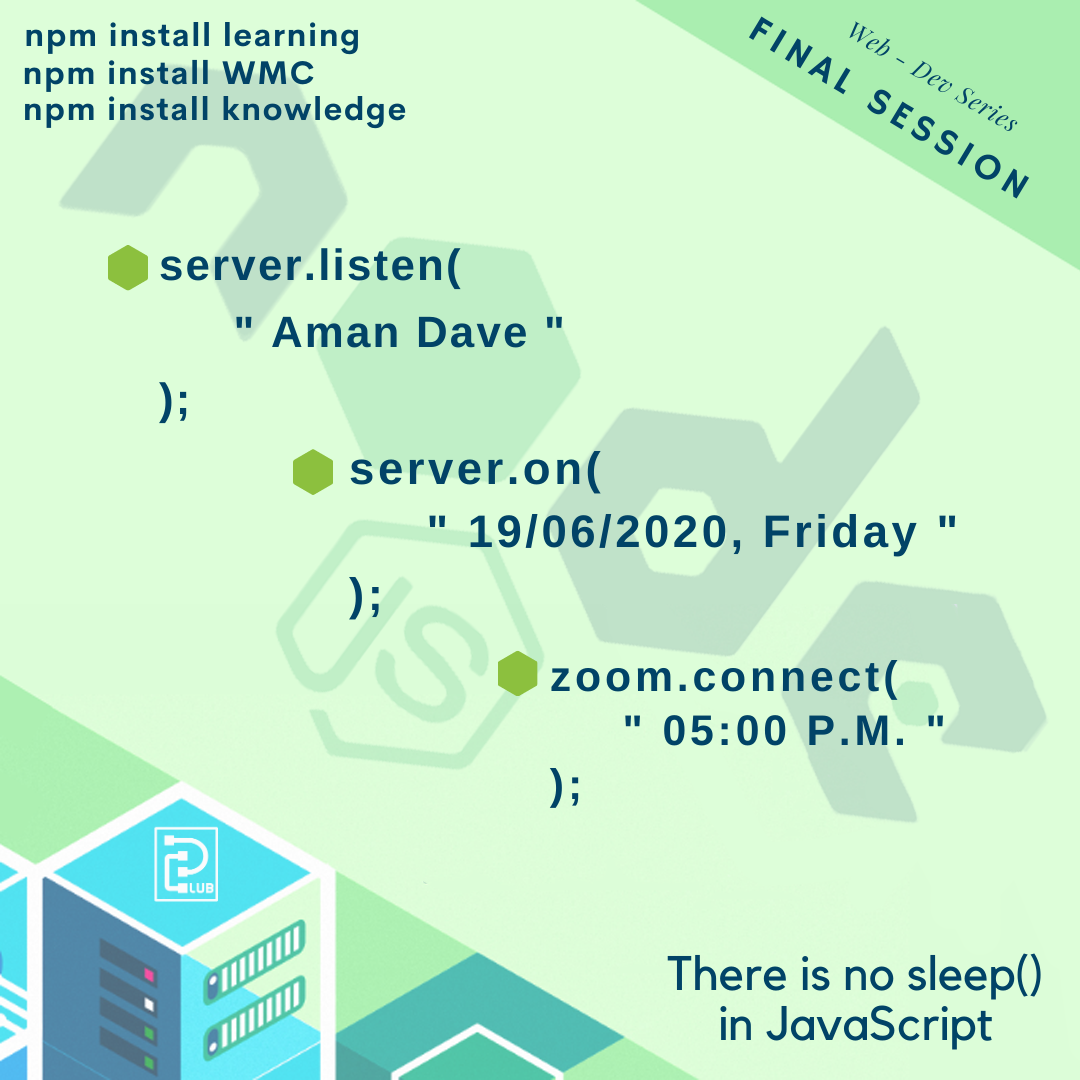 npm install learning
npm install WMC
npm install knowledge
Web - Dev Series
FINAL SESSION
server.listen(
" Aman Dave "
);
server.on(
" 19/06/2020, Friday "
);
zoom.connect(
" 05:00 P.M. "
);
JS
LUB
There is no sleep()
in JavaScript